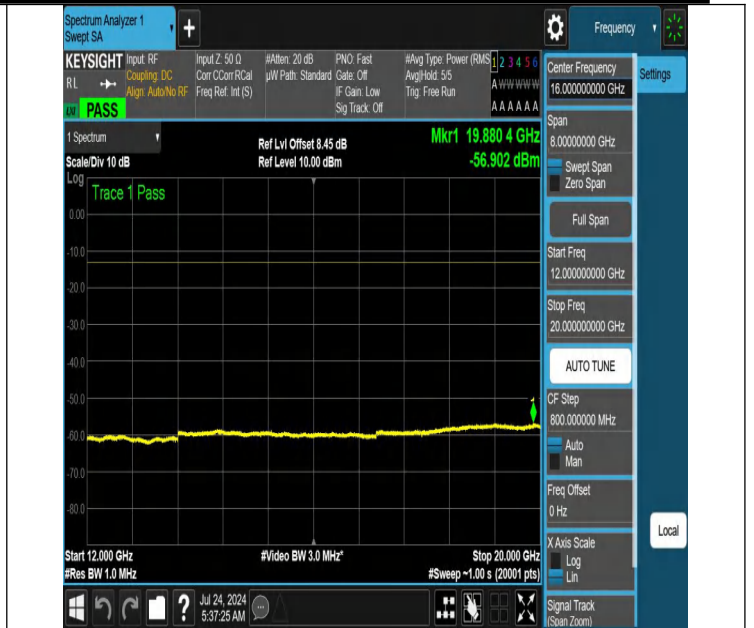 Spectrum Analyzer 1
Swept SA
Frequency
KEYSIGHT
RL
PASS
Input: RF
Coupling: DC
Align: Auto/No RF
Input Z: 50 Ω
Corr CCorr RCal
Freq Ref: Int (S)
#Atten: 20 dB
µW Path: Standard
PNO: Fast
Gate: Off
IF Gain: Low
Sig Track: Off
#Avg Type: Power (RMS
Avg|Hold: 5/5
Trig: Free Run
1 2 3 4 5 6
A W W W W W
A A A A A A
1 Spectrum
Scale/Div 10 dB
Log
Ref Lvl Offset 8.45 dB
Ref Level 10.00 dBm
Mkr1 19.880 4 GHz
-56.902 dBm
Trace 1 Pass
0.00
-10.0
-20.0
-30.0
-40.0
-50.0
-60.0
-70.0
-80.0
1
Start 12.000 GHz
#Res BW 1.0 MHz
#Video BW 3.0 MHz*
Stop 20.000 GHz
#Sweep ~1.00 s (20001 pts)
?
Jul 24, 2024
5:37:25 AM
Center Frequency
16.000000000 GHz
Settings
Span
8.00000000 GHz
Swept Span
Zero Span
Full Span
Start Freq
12.000000000 GHz
Stop Freq
20.000000000 GHz
AUTO TUNE
CF Step
800.000000 MHz
Auto
Man
Freq Offset
0 Hz
X Axis Scale
Log
Lin
Local
Signal Track
(Span Zoom)